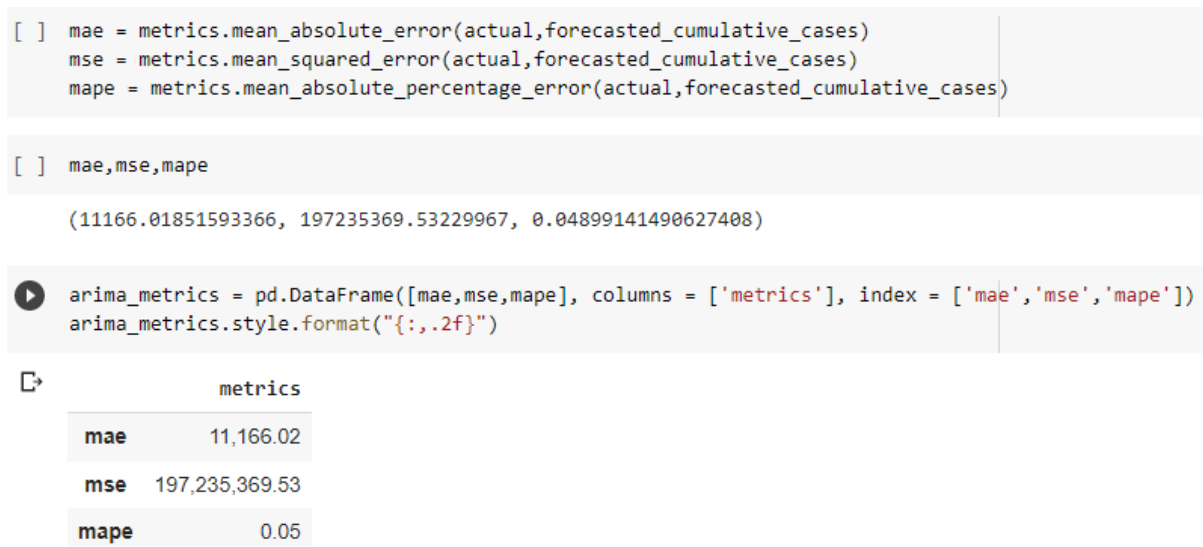 [ ] mae = metrics.mean_absolute_error(actual,forecasted_cumulative_cases)
mse = metrics.mean_squared_error(actual,forecasted_cumulative_cases)
mape = metrics.mean_absolute_percentage_error(actual,forecasted_cumulative_cases)
[ ] mae,mse,mape
(11166.01851593366, 197235369.53229967, 0.04899141490627408)
arima_metrics = pd.DataFrame([mae,mse,mape], columns = ['metrics'], index = ['mae','mse','mape'])
arima_metrics.style.format("{:,.2f}")
metrics
mae 11,166.02
mse 197,235,369.53
mape 0.05